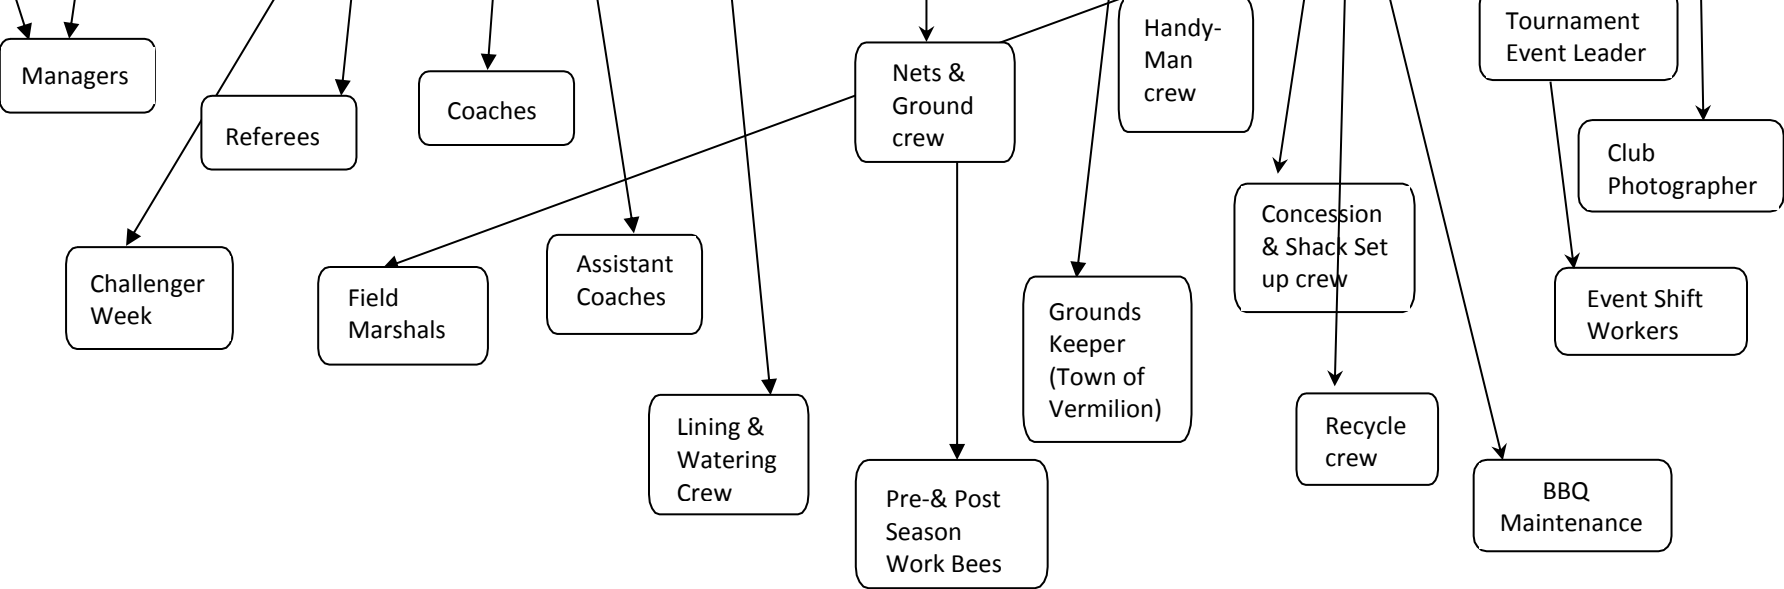 Managers
Referees
Coaches
Nets &
Ground
crew
Handy-
Man
crew
Tournament
Event Leader
Club
Photographer
Challenger
Week
Field
Marshals
Assistant
Coaches
Grounds
Keeper
(Town of
Vermilion)
Concession
& Shack Set
up crew
Event Shift
Workers
Lining &
Watering
Crew
Pre-& Post
Season
Work Bees
Recycle
crew
BBQ
Maintenance